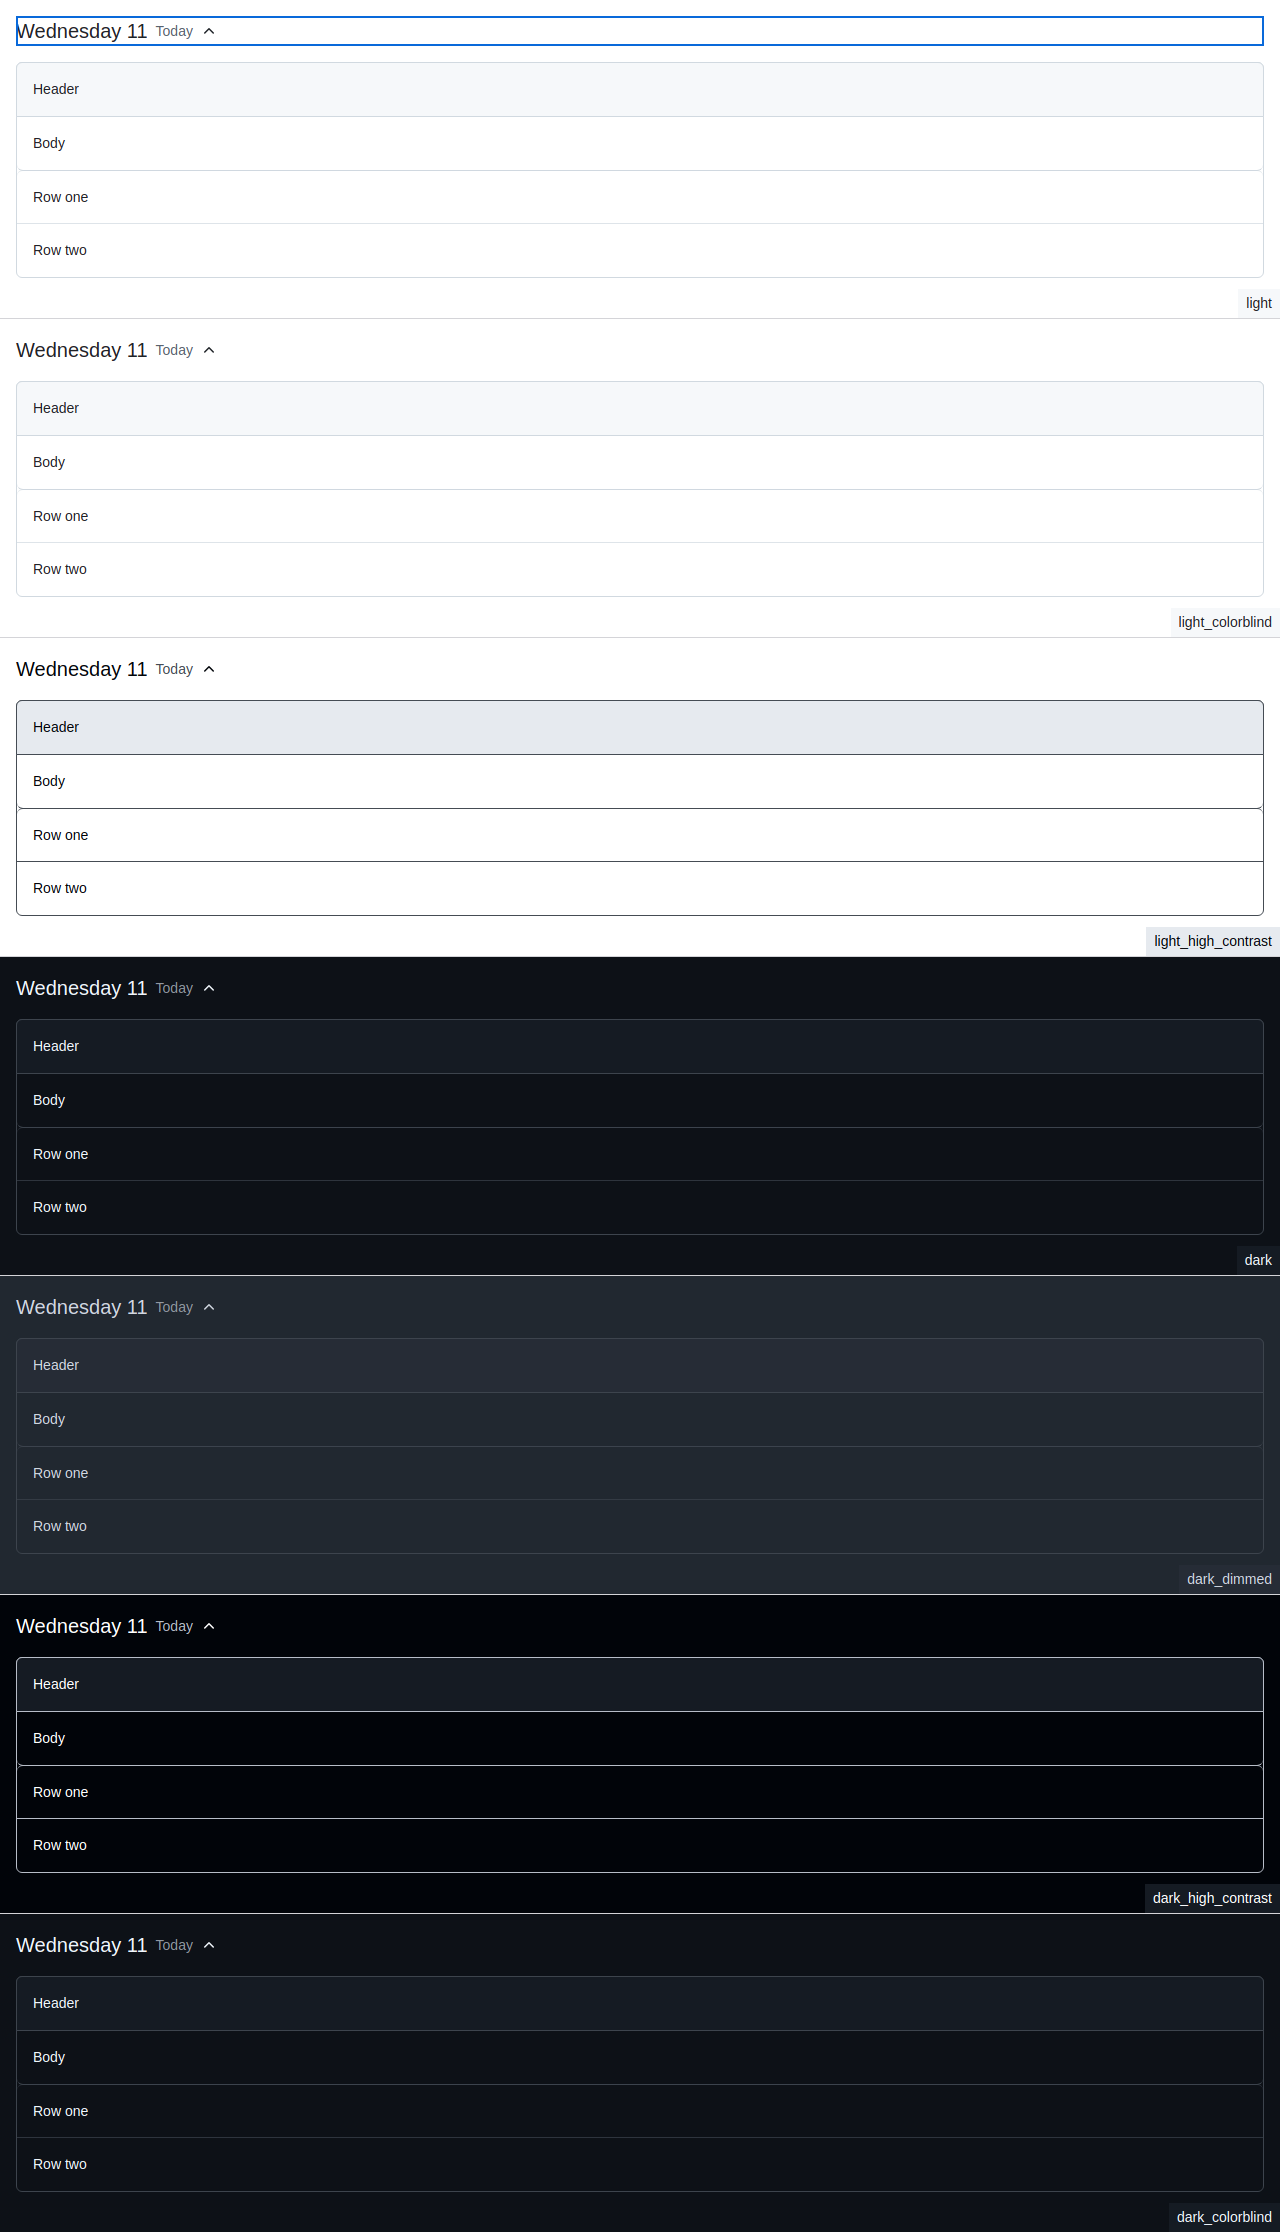 Wednesday 11 Today
Header
Body
Row one
Row two
light
Wednesday 11 Today
Header
Body
Row one
Row two
light_colorblind
Wednesday 11 Today
Header
Body
Row one
Row two
light_high_contrast
Wednesday 11 Today
Header
Body
Row one
Row two
dark
Wednesday 11 Today
Header
Body
Row one
Row two
dark_dimmed
Wednesday 11 Today
Header
Body
Row one
Row two
dark_high_contrast
Wednesday 11 Today
Header
Body
Row one
Row two
dark_colorblind